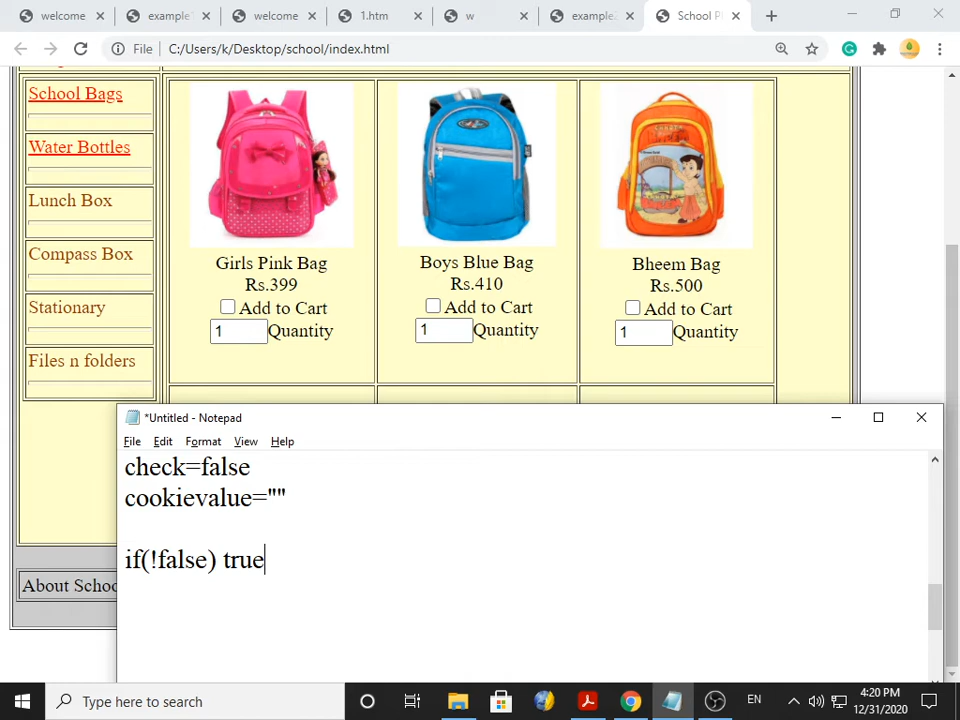 welcome
example
welcome
1.htm
w
example
School P
File
C:/Users/k/Desktop/school/index.html
School Bags
Water Bottles
Lunch Box
Compass Box
Stationary
Files n folders
Girls Pink Bag
Rs.399
Add to Cart
1 Quantity
Boys Blue Bag
Rs.410
Add to Cart
1 Quantity
Bheem Bag
Rs.500
Add to Cart
1 Quantity
About Schoo
*Untitled - Notepad
File Edit Format View Help
check=false
cookievalue=""
if(!false) true
Type here to search
EN
4:20 PM
12/31/2020